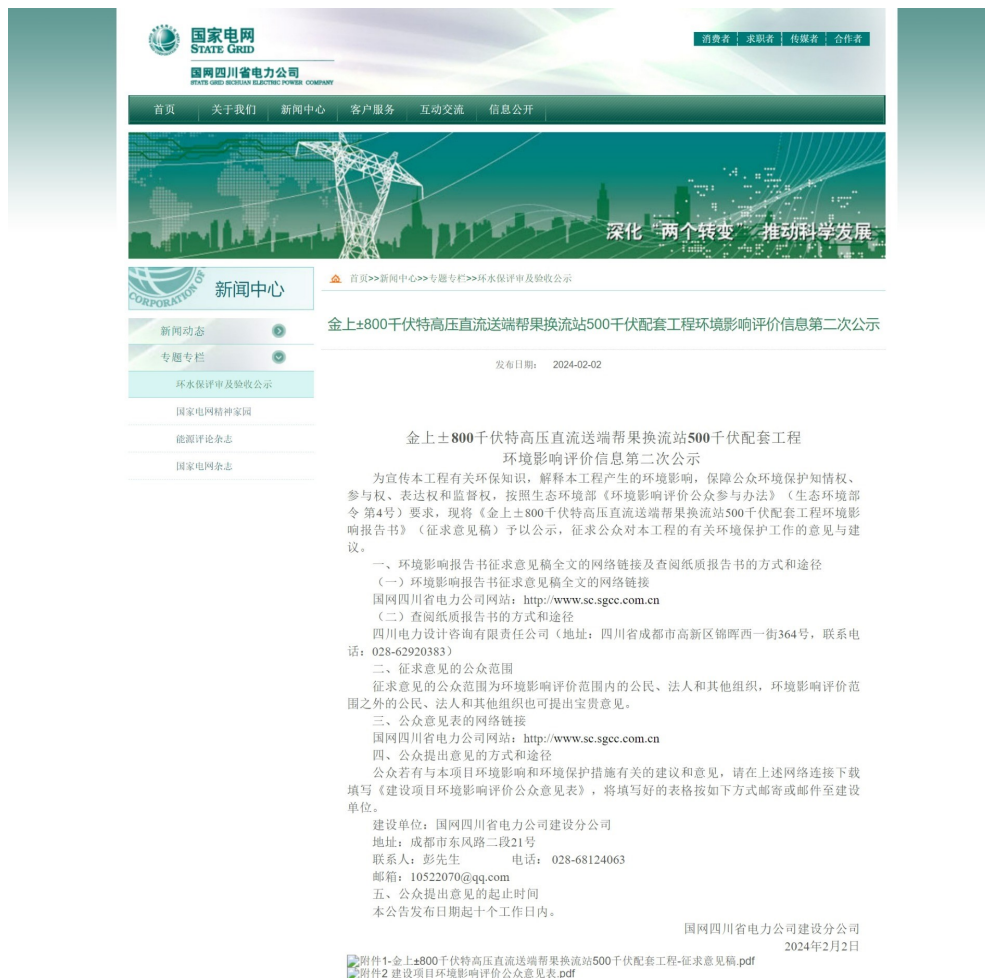 国家电网
STATE GRID
国网四川省电力公司
STATE GRID SICHUAN ELECTRIC POWER COMPANY
消费者 求职者 传媒者 合作者
首页 关于我们 新闻中心 客户服务 互动交流 信息公开
深化“两个转变” 推动科学发展
CORPORATION OF
新闻中心
首页>>新闻中心>>专题专栏>>环水保评审及验收公示
新闻动态
专题专栏
环水保评审及验收公示
国家电网精神家园
能源评论杂志
国家电网杂志
金上±800千伏特高压直流送端帮果换流站500千伏配套工程环境影响评价信息第二次公示
发布日期: 2024-02-02
金上±800千伏特高压直流送端帮果换流站500千伏配套工程
环境影响评价信息第二次公示
为宣传本工程有关环保知识，解释本工程产生的环境影响，保障公众环境保护知情权、
参与权、表达权和监督权，按照生态环境部《环境影响评价公众参与办法》（生态环境部
令 第4号）要求，现将《金上±800千伏特高压直流送端帮果换流站500千伏配套工程环境影
响报告书》（征求意见稿）予以公示，征求公众对本工程的有关环境保护工作的意见与建
议。
一、环境影响报告书征求意见稿全文的网络链接及查阅纸质报告书的方式和途径
（一）环境影响报告书征求意见稿全文的网络链接
国网四川省电力公司网站：http://www.sc.sgcc.com.cn
（二）查阅纸质报告书的方式和途径
四川电力设计咨询有限责任公司（地址：四川省成都市高新区锦晖西一街364号，联系电
话：028-62920383）
二、征求意见的公众范围
征求意见的公众范围为环境影响评价范围内的公民、法人和其他组织，环境影响评价范
围之外的公民、法人和其他组织也可提出宝贵意见。
三、公众意见表的网络链接
国网四川省电力公司网站：http://www.sc.sgcc.com.cn
四、公众提出意见的方式和途径
公众若有与本项目环境影响和环境保护措施有关的建议和意见，请在上述网络连接下载
填写《建设项目环境影响评价公众意见表》，将填写好的表格按如下方式邮寄或邮件至建设
单位。
建设单位：国网四川省电力公司建设分公司
地址：成都市东风路二段21号
联系人：彭先生 电话： 028-68124063
邮箱：10522070@qq.com
五、公众提出意见的起止时间
本公告发布日期起十个工作日内。
国网四川省电力公司建设分公司
2024年2月2日
附件1-金上±800千伏特高压直流送端帮果换流站500千伏配套工程-征求意见稿.pdf
附件2 建设项目环境影响评价公众意见表.pdf